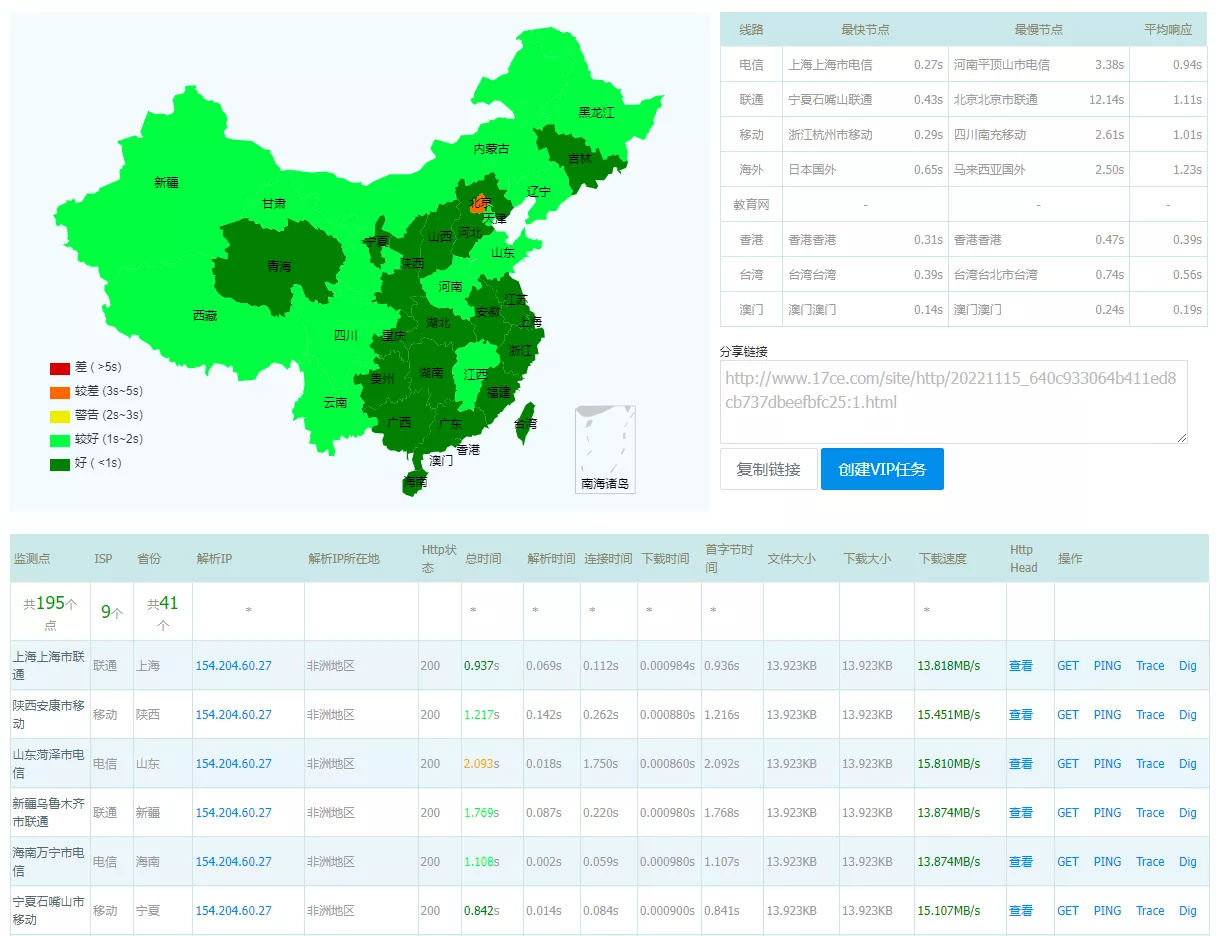 黑龙江
内蒙古
吉林
新疆
辽宁
甘肃
北京
天津
宁夏
山西
河北
山东
陕西
青海
河南
江苏
安徽
西藏
湖北
上海
四川
重庆
浙江
湖南
江西
贵州
福建
云南
广西
广东
台湾
香港
澳门
海南
南海诸岛
差 ( >5s)
较差 (3s~5s)
警告 (2s~3s)
较好 (1s~2s)
好 ( <1s)
线路 最快节点 最慢节点 平均响应
电信 上海上海市电信 0.27s 河南平顶山市电信 3.38s 0.94s
联通 宁夏石嘴山联通 0.43s 北京北京市联通 12.14s 1.11s
移动 浙江杭州市移动 0.29s 四川南充移动 2.61s 1.01s
海外 日本国外 0.65s 马来西亚国外 2.50s 1.23s
教育网 - - -
香港 香港香港 0.31s 香港香港 0.47s 0.39s
台湾 台湾台湾 0.39s 台湾台北市台湾 0.74s 0.56s
澳门 澳门澳门 0.14s 澳门澳门 0.24s 0.19s
分享链接
http://www.17ce.com/site/http/20221115_640c933064b411ed8
cb737dbeefbfc25:1.html
复制链接 创建VIP任务
监测点 ISP 省份 解析IP 解析IP所在地 Http状态 总时间 解析时间 连接时间 下载时间 首字节时间 文件大小 下载大小 下载速度 Http Head 操作
共195个点 9个 共41个 * * * * * * *
上海上海市联通 联通 上海 154.204.60.27 非洲地区 200 0.937s 0.069s 0.112s 0.000984s 0.936s 13.923KB 13.923KB 13.818MB/s 查看 GET PING Trace Dig
陕西安康市移动 移动 陕西 154.204.60.27 非洲地区 200 1.217s 0.142s 0.262s 0.000880s 1.216s 13.923KB 13.923KB 15.451MB/s 查看 GET PING Trace Dig
山东菏泽市电信 电信 山东 154.204.60.27 非洲地区 200 2.093s 0.018s 1.750s 0.000860s 2.092s 13.923KB 13.923KB 15.810MB/s 查看 GET PING Trace Dig
新疆乌鲁木齐市联通 联通 新疆 154.204.60.27 非洲地区 200 1.769s 0.087s 0.220s 0.000980s 1.768s 13.923KB 13.923KB 13.874MB/s 查看 GET PING Trace Dig
海南万宁市电信 电信 海南 154.204.60.27 非洲地区 200 1.108s 0.002s 0.059s 0.000980s 1.107s 13.923KB 13.923KB 13.874MB/s 查看 GET PING Trace Dig
宁夏石嘴山市移动 移动 宁夏 154.204.60.27 非洲地区 200 0.842s 0.014s 0.084s 0.000900s 0.841s 13.923KB 13.923KB 15.107MB/s 查看 GET PING Trace Dig